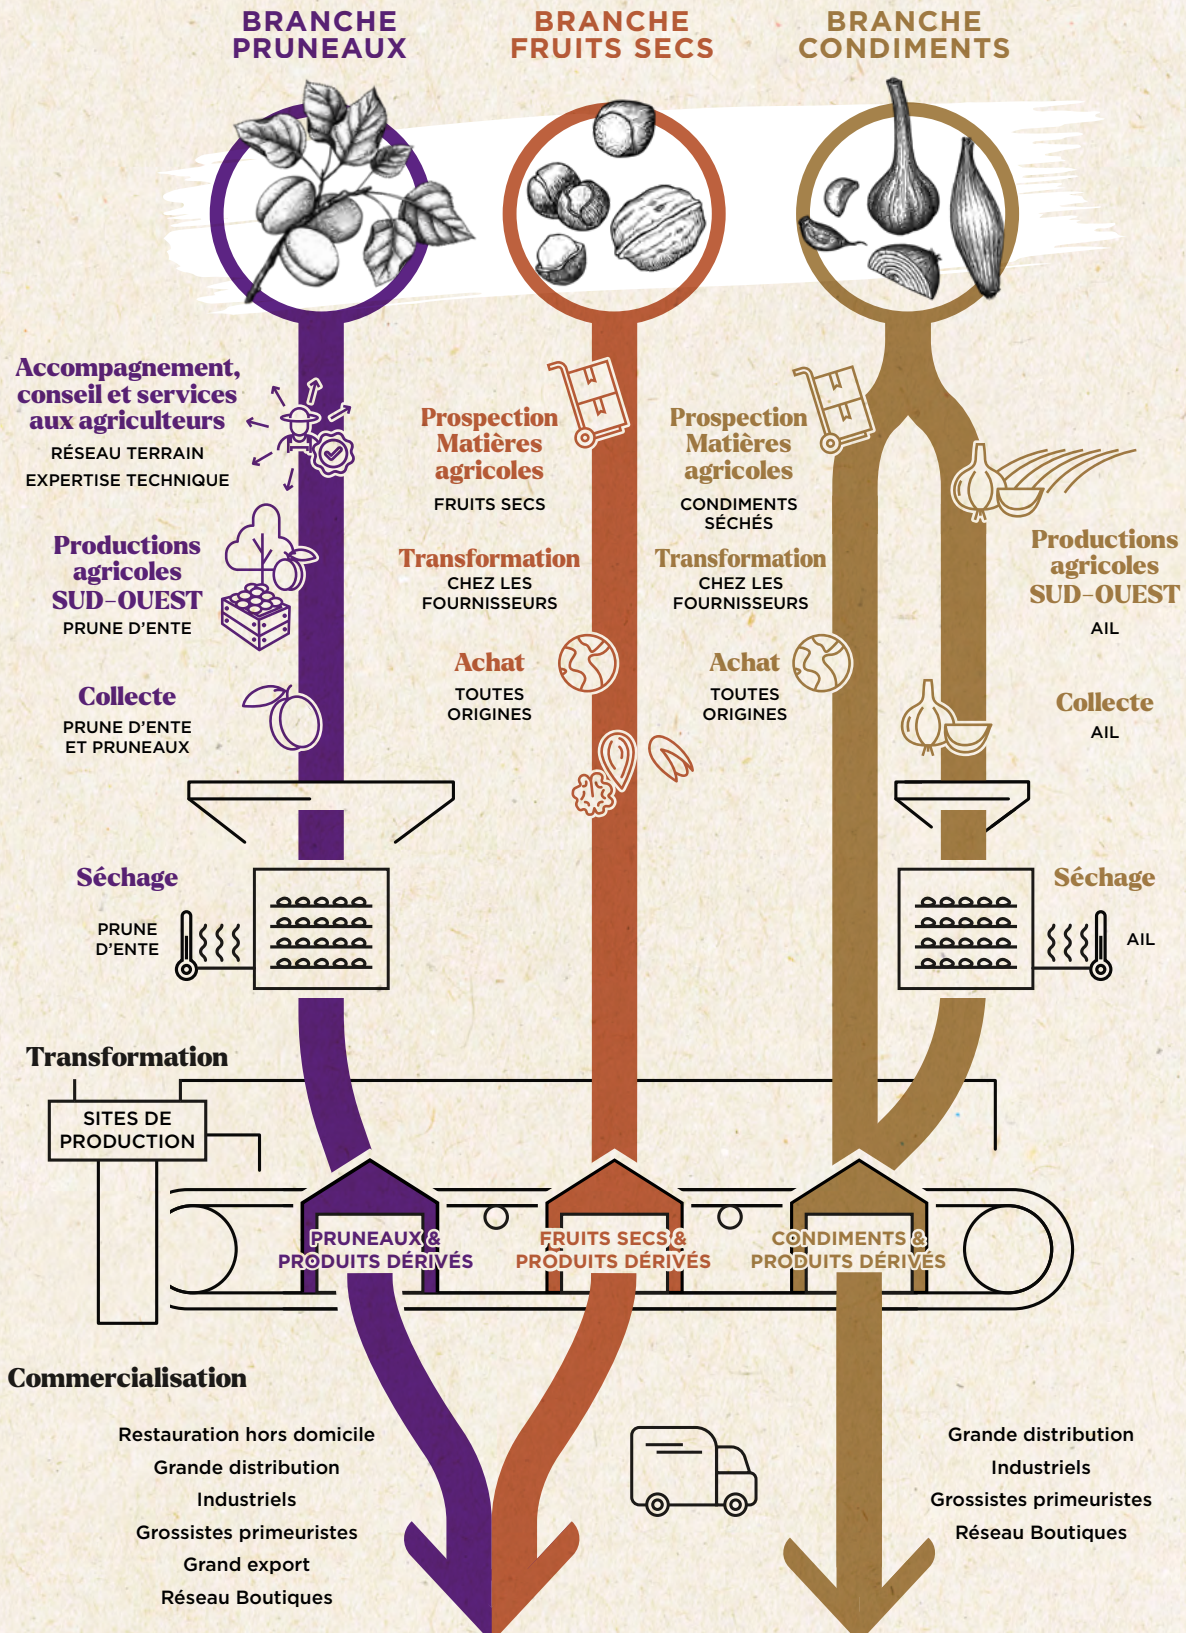 BRANCHE
PRUNEAUX
BRANCHE
FRUITS SECS
BRANCHE
CONDIMENTS
Accompagnement,
conseil et services
aux agriculteurs
RÉSEAU TERRAIN
EXPERTISE TECHNIQUE
Productions
agricoles
SUD-OUEST
PRUNE D'ENTE
Collecte
PRUNE D'ENTE
ET PRUNEAUX
Séchage
PRUNE
D'ENTE
Prospection
Matières
agricoles
FRUITS SECS
Transformation
CHEZ LES
FOURNISSEURS
Achat
TOUTES
ORIGINES
Prospection
Matières
agricoles
CONDIMENTS
SÉCHÉS
Transformation
CHEZ LES
FOURNISSEURS
Achat
TOUTES
ORIGINES
Productions
agricoles
SUD-OUEST
AIL
Collecte
AIL
Séchage
AIL
Transformation
SITES DE
PRODUCTION
PRUNEAUX &
PRODUITS DÉRIVÉS
FRUITS SECS &
PRODUITS DÉRIVÉS
CONDIMENTS &
PRODUITS DÉRIVÉS
Commercialisation
Restauration hors domicile
Grande distribution
Industriels
Grossistes primeuristes
Grand export
Réseau Boutiques
Grande distribution
Industriels
Grossistes primeuristes
Réseau Boutiques